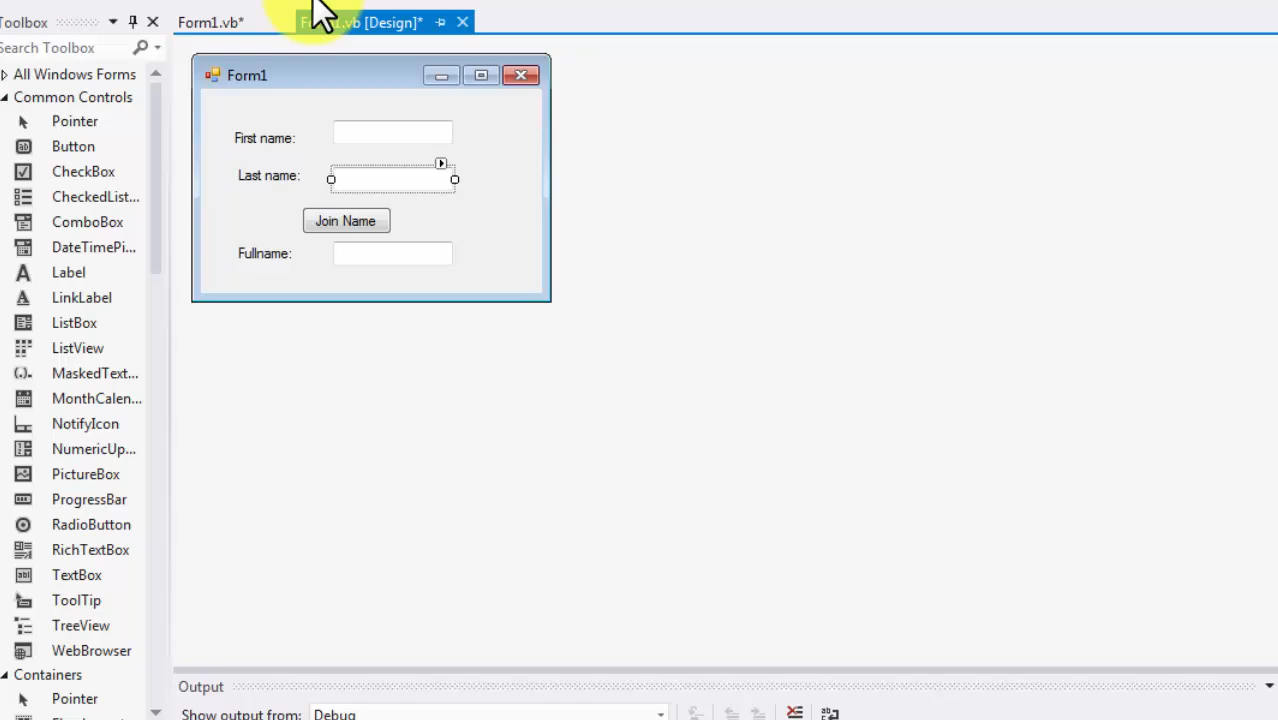 Toolbox
Form1.vb*
Form1.vb [Design]*
Search Toolbox
All Windows Forms
Common Controls
Pointer
Button
CheckBox
CheckedList...
ComboBox
DateTimePi...
Label
LinkLabel
ListBox
ListView
MaskedText...
MonthCalen...
NotifyIcon
NumericUp...
PictureBox
ProgressBar
RadioButton
RichTextBox
TextBox
ToolTip
TreeView
WebBrowser
Containers
Pointer
Form1
First name:
Last name:
Join Name
Fullname:
Output
Show output from: Debug